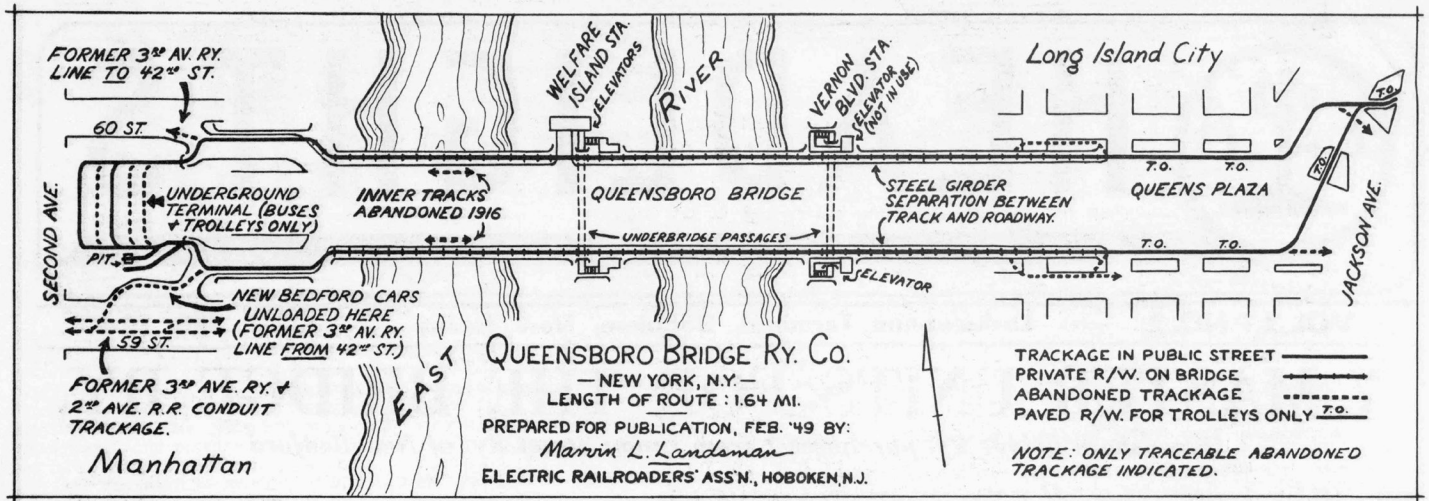 FORMER 3RD AV. RY.
LINE TO 42ND ST.
60 ST.
SECOND AVE.
UNDERGROUND
TERMINAL (BUSES
+ TROLLEYS ONLY)
PIT
NEW BEDFORD CARS
UNLOADED HERE
(FORMER 3RD AV. RY.
LINE FROM 42ND ST.)
59 ST.
FORMER 3RD AVE. RY. +
2ND AVE. R.R. CONDUIT
TRACKAGE.
Manhattan
INNER TRACKS
ABANDONED 1916
WELFARE
ISLAND STA.
ELEVATORS
RIVER
EAST
QUEENSBORO BRIDGE
UNDERBRIDGE PASSAGES
VERNON
BLVD. STA.
ELEVATOR
(NOT IN USE)
ELEVATOR
STEEL GIRDER
SEPARATION BETWEEN
TRACK AND ROADWAY.
Long Island City
T.O.
T.O.
T.O.
T.O.
QUEENS PLAZA
T.O.
T.O.
JACKSON AVE.
QUEENSBORO BRIDGE RY. CO.
— NEW YORK, N.Y. —
LENGTH OF ROUTE : 1.64 MI.
PREPARED FOR PUBLICATION, FEB. '49 BY:
Marvin L. Landsman
ELECTRIC RAILROADERS' ASS'N., HOBOKEN, N.J.
TRACKAGE IN PUBLIC STREET
PRIVATE R/W. ON BRIDGE
ABANDONED TRACKAGE
PAVED R/W. FOR TROLLEYS ONLY T.O.
NOTE: ONLY TRACEABLE ABANDONED
TRACKAGE INDICATED.